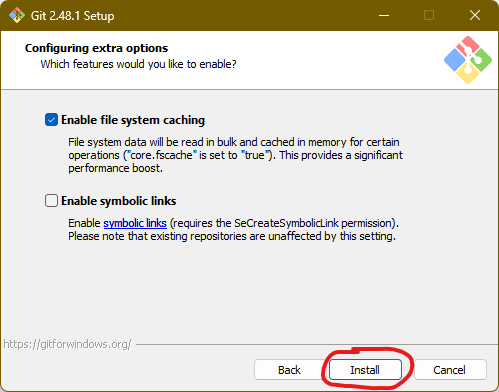 Git 2.48.1 Setup
Configuring extra options
Which features would you like to enable?
Enable file system caching
File system data will be read in bulk and cached in memory for certain
operations ("core.fscache" is set to "true"). This provides a significant
performance boost.
Enable symbolic links
Enable symbolic links (requires the SeCreateSymbolicLink permission).
Please note that existing repositories are unaffected by this setting.
https://gitforwindows.org/
Back Install Cancel